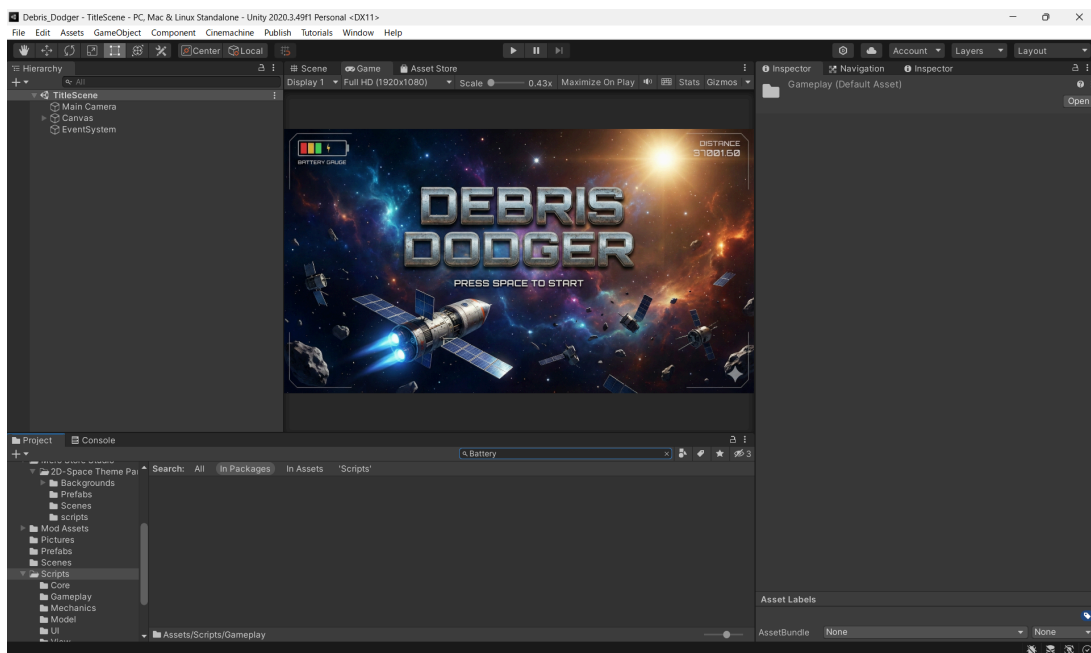 Debris_Dodger - TitleScene - PC, Mac & Linux Standalone - Unity 2020.3.49f1 Personal <DX11>
File Edit Assets GameObject Component Cinemachine Publish Tutorials Window Help
Center Local Account Layers Layout
Hierarchy
All
TitleScene
Main Camera
Canvas
EventSystem
Scene Game Asset Store
Display 1 Full HD (1920x1080) Scale 0.43x Maximize On Play Stats Gizmos
BATTERY GAUGE
DISTANCE
37001.60
DEBRIS
DODGER
PRESS SPACE TO START
Inspector Navigation Inspector
Gameplay (Default Asset)
Open
Project Console
Battery
3
Search: All In Packages In Assets 'Scripts'
2D-Space Theme Pa
Backgrounds
Prefabs
Scenes
scripts
Mod Assets
Pictures
Prefabs
Scenes
Scripts
Core
Gameplay
Mechanics
Model
UI
View
Assets/Scripts/Gameplay
Asset Labels
AssetBundle None None